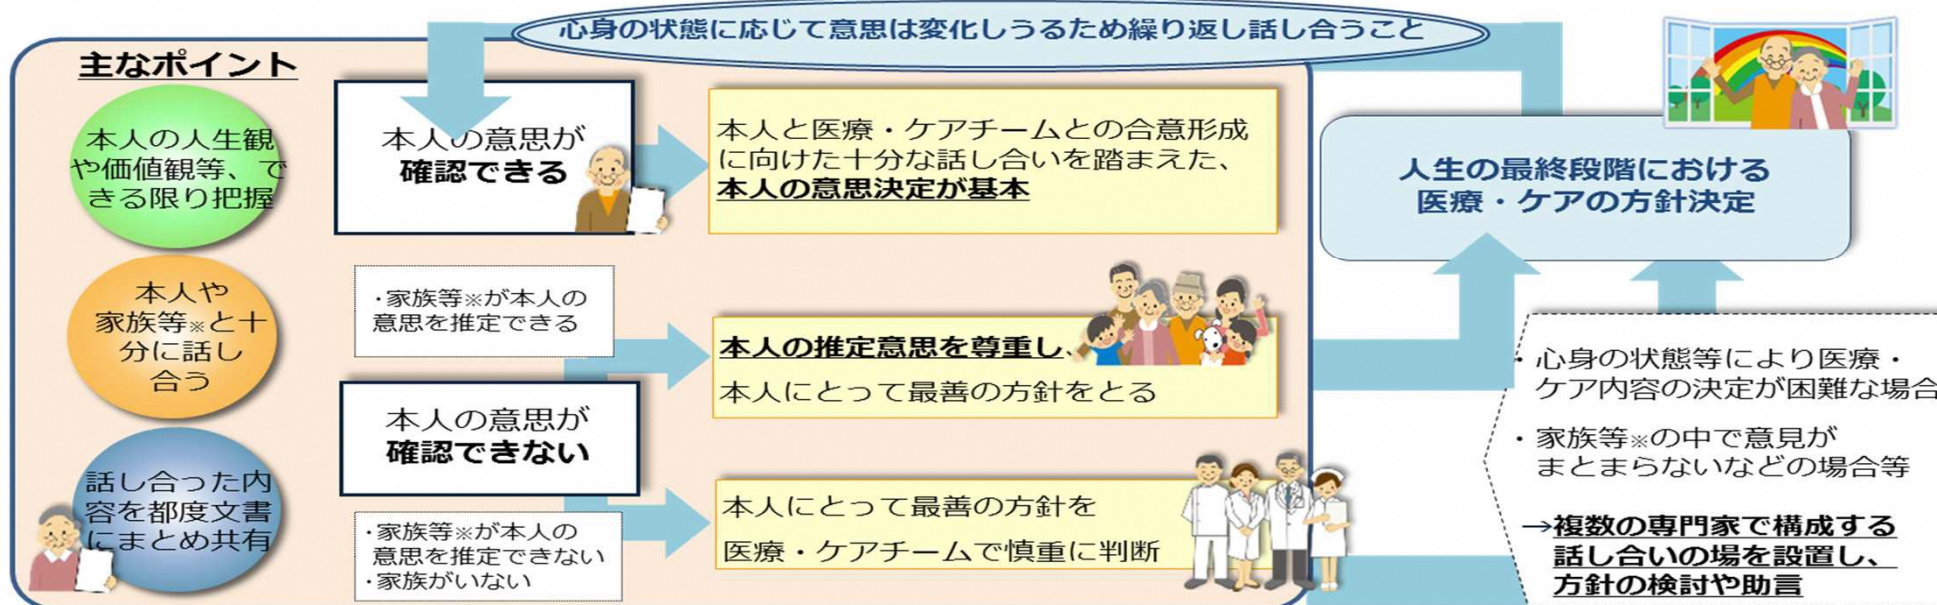 心身の状態に応じて意思は変化しうるため繰り返し話し合うこと
主なポイント
本人の人生観
や価値観等、で
きる限り把握
本人や
家族等※と十
分に話し
合う
話し合った内
容を都度文書
にまとめ共有
本人の意思が
確認できる
本人と医療・ケアチームとの合意形成
に向けた十分な話し合いを踏まえた、
本人の意思決定が基本
・家族等※が本人の
意思を推定できる
本人の推定意思を尊重し、
本人にとって最善の方針をとる
本人の意思が
確認できない
・家族等※が本人の
意思を推定できない
・家族がいない
本人にとって最善の方針を
医療・ケアチームで慎重に判断
人生の最終段階における
医療・ケアの方針決定
・心身の状態等により医療・
ケア内容の決定が困難な場合
・家族等※の中で意見が
まとまらないなどの場合等
→複数の専門家で構成する
話し合いの場を設置し、
方針の検討や助言